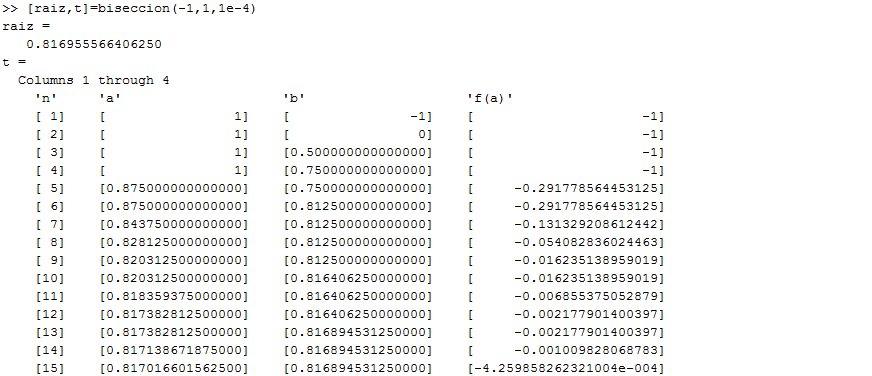 >> [raiz,t]=biseccion(-1,1,1e-4)
raiz =
0.816955566406250
t =
Columns 1 through 4
'n' 'a' 'b' 'f(a)'
[ 1] [ 1] [ -1] [ -1]
[ 2] [ 1] [ 0] [ -1]
[ 3] [ 1] [0.500000000000000] [ -1]
[ 4] [ 1] [0.750000000000000] [ -1]
[ 5] [0.875000000000000] [0.750000000000000] [ -0.291778564453125]
[ 6] [0.875000000000000] [0.812500000000000] [ -0.291778564453125]
[ 7] [0.843750000000000] [0.812500000000000] [ -0.131329208612442]
[ 8] [0.828125000000000] [0.812500000000000] [ -0.054082836024463]
[ 9] [0.820312500000000] [0.812500000000000] [ -0.016235138959019]
[10] [0.820312500000000] [0.816406250000000] [ -0.016235138959019]
[11] [0.818359375000000] [0.816406250000000] [ -0.006855375052879]
[12] [0.817382812500000] [0.816406250000000] [ -0.002177901400397]
[13] [0.817382812500000] [0.816894531250000] [ -0.002177901400397]
[14] [0.817138671875000] [0.816894531250000] [ -0.001009828068783]
[15] [0.817016601562500] [0.816894531250000] [-4.259858262321004e-004]